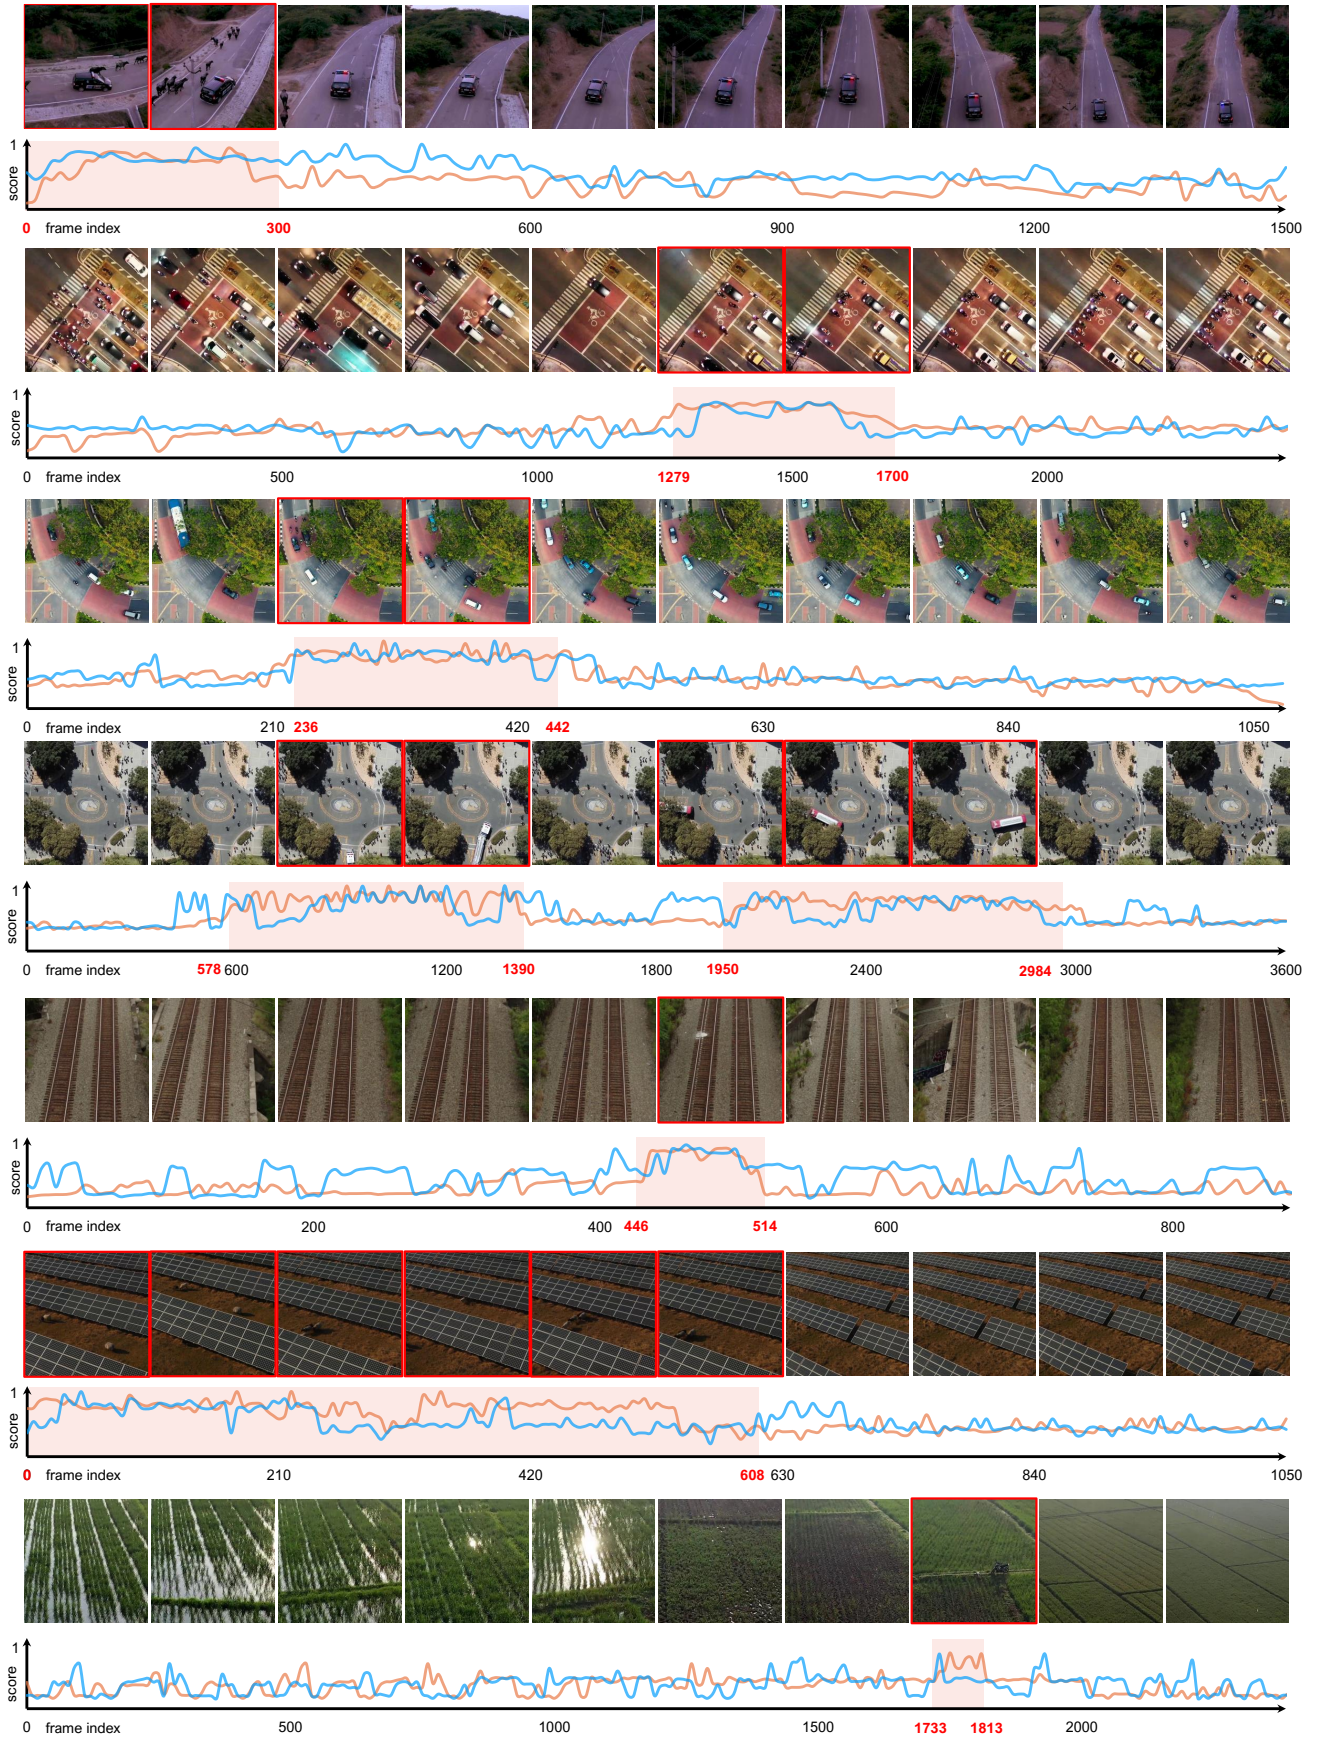 1
score
0 frame index 300 600 900 1200 1500
1
score
0 frame index 500 1000 1279 1500 1700 2000
1
score
0 frame index 210 236 420 442 630 840 1050
1
score
0 frame index 578 600 1200 1390 1800 1950 2400 2984 3000 3600
1
score
0 frame index 200 400 446 514 600 800
1
score
0 frame index 210 420 608 630 840 1050
1
score
0 frame index 500 1000 1500 1733 1813 2000